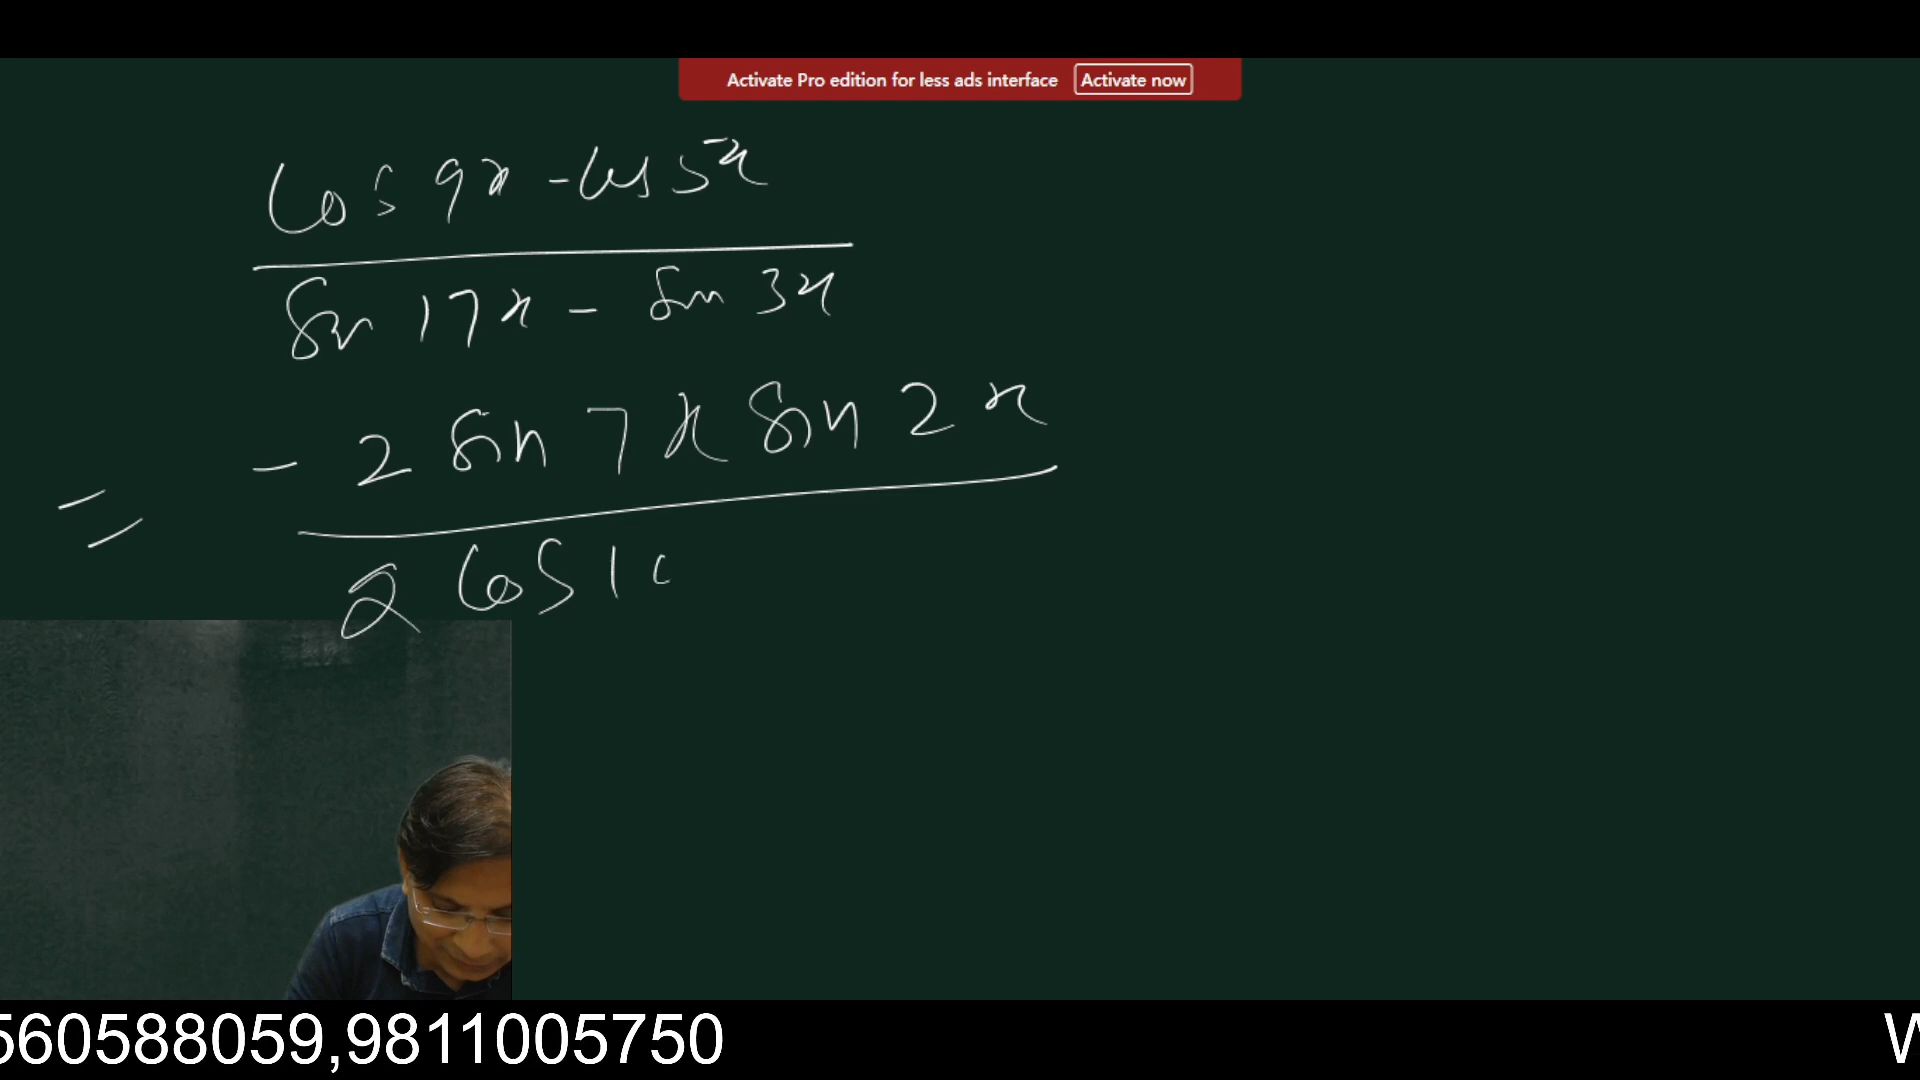 Activate Pro edition for less ads interface Activate now
cos 9x - cos 5x
sin 17x - sin 3x
= - 2 sin 7x sin 2x
2 cos 10
560588059,9811005750
W